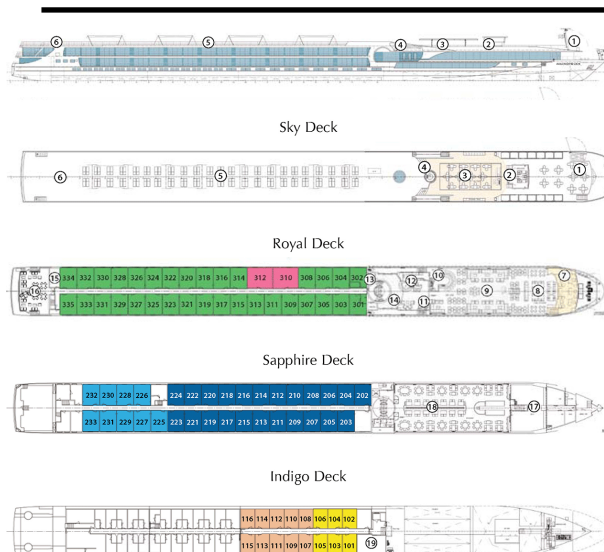 6 5 4 3 2 1
Sky Deck
6 5 4 3 2 1
Royal Deck
15 334 332 330 328 326 324 322 320 318 316 314 312 310 308 306 304 302 13 12 10 7
16 14 11 9 8
335 333 331 329 327 325 323 321 319 317 315 313 311 309 307 305 303 301
Sapphire Deck
232 230 228 226 224 222 220 218 216 214 212 210 208 206 204 202
18 17
233 231 229 227 225 223 221 219 217 215 213 211 209 207 205 203
Indigo Deck
116 114 112 110 108 106 104 102
115 113 111 109 107 105 103 101 19